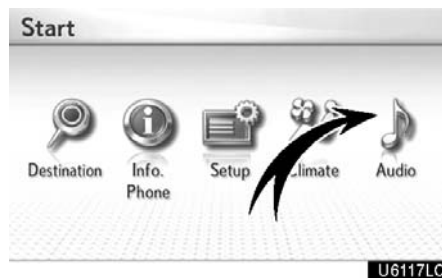 Start
Destination
Info.
Phone
Setup
Climate
Audio
U6117LC